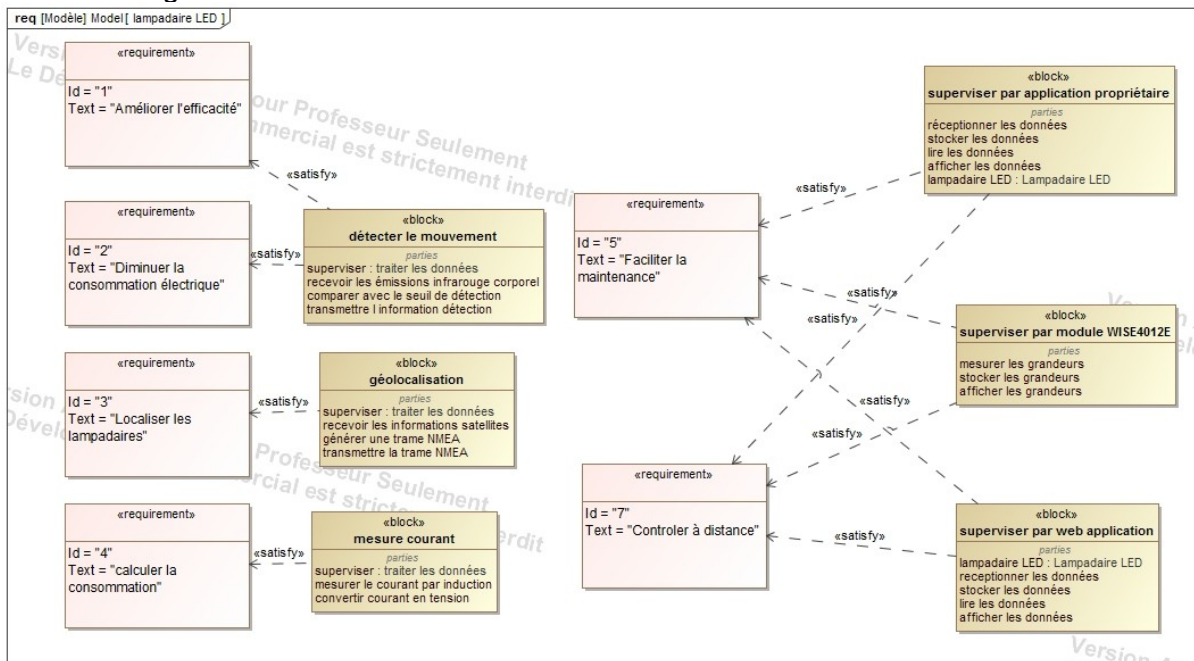 req [Modèle] Model [ lampadaire LED ]
«requirement»
Id = "1"
Text = "Améliorer l'efficacité"
«satisfy»
«requirement»
Id = "2"
Text = "Diminuer la
consommation électrique"
«satisfy»
«block»
détecter le mouvement
parties
superviser : traiter les données
recevoir les émissions infrarouge corporel
comparer avec le seuil de détection
transmettre l information détection
«requirement»
Id = "3"
Text = "Localiser les
lampadaires"
«satisfy»
«block»
géolocalisation
parties
superviser : traiter les données
recevoir les informations satellites
générer une trame NMEA
transmettre la trame NMEA
«requirement»
Id = "4"
Text = "calculer la
consommation"
«satisfy»
«block»
mesure courant
parties
superviser : traiter les données
mesurer le courant par induction
convertir courant en tension
«requirement»
Id = "5"
Text = "Faciliter la
maintenance"
«satisfy»
«satisfy»
«satisfy»
«requirement»
Id = "7"
Text = "Controler à distance"
«satisfy»
«satisfy»
«satisfy»
«block»
superviser par application propriétaire
parties
réceptionner les données
stocker les données
lire les données
afficher les données
lampadaire LED : Lampadaire LED
«block»
superviser par module WISE4012E
parties
mesurer les grandeurs
stocker les grandeurs
afficher les grandeurs
«block»
superviser par web application
parties
lampadaire LED : Lampadaire LED
receptionner les données
stocker les données
lire les données
afficher les données
our Professeur Seulement
mmercial est strictement interdit
Professeur Seulement